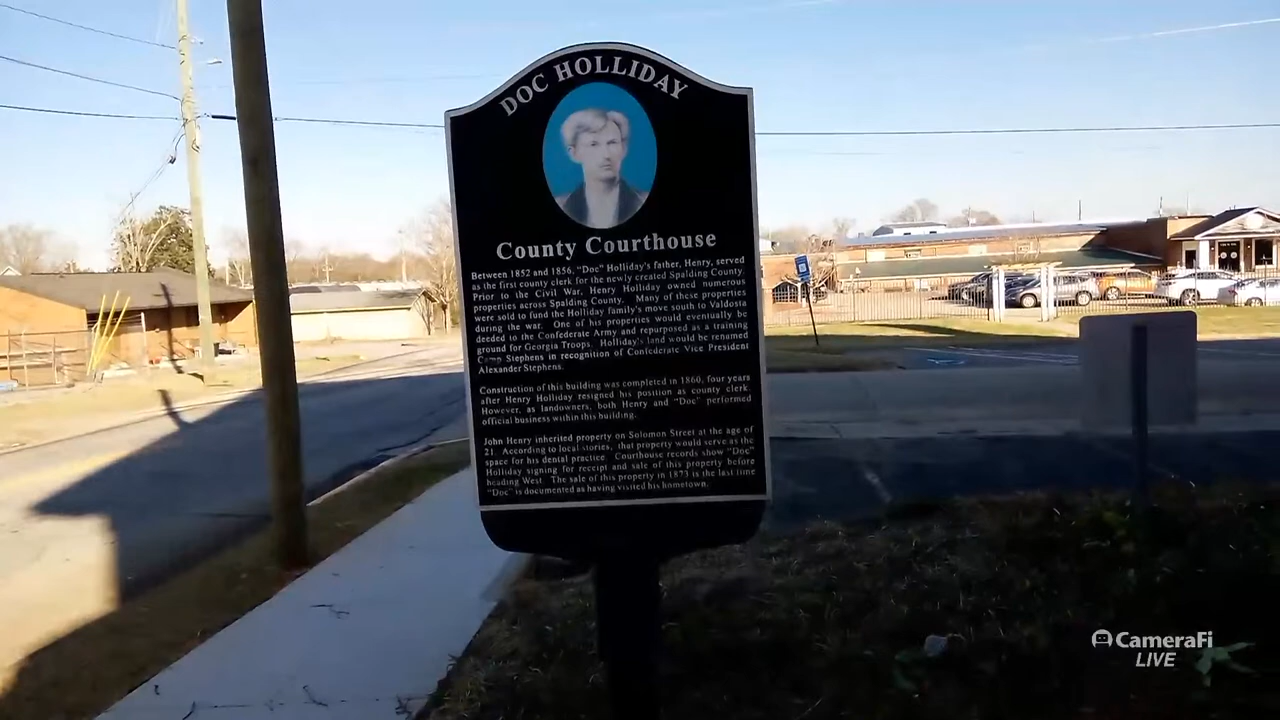 DOC HOLLIDAY
County Courthouse
Between 1852 and 1856, "Doc" Holliday's father, Henry, served
as the first county clerk for the newly created Spalding County.
Prior to the Civil War, Henry Holliday owned numerous
properties across Spalding County. Many of these properties
were sold to fund the Holliday family's move south to Valdosta
during the war. One of his properties would eventually be
deeded to the Confederate Army and repurposed as a training
ground for Georgia Troops. Holliday's land would be renamed
Camp Stephens in recognition of Confederate Vice President
Alexander Stephens.
Construction of this building was completed in 1860, four years
after Henry Holliday resigned his position as county clerk.
However, as landowners, both Henry and "Doc" performed
official business within this building.
John Henry inherited property on Solomon Street at the age of
21. According to local stories, that property would serve as the
space for his dental practice. Courthouse records show "Doc"
Holliday signing for receipt and sale of this property before
heading West. The sale of this property in 1873 is the last time
"Doc" is documented as having visited his hometown.
CameraFi
LIVE